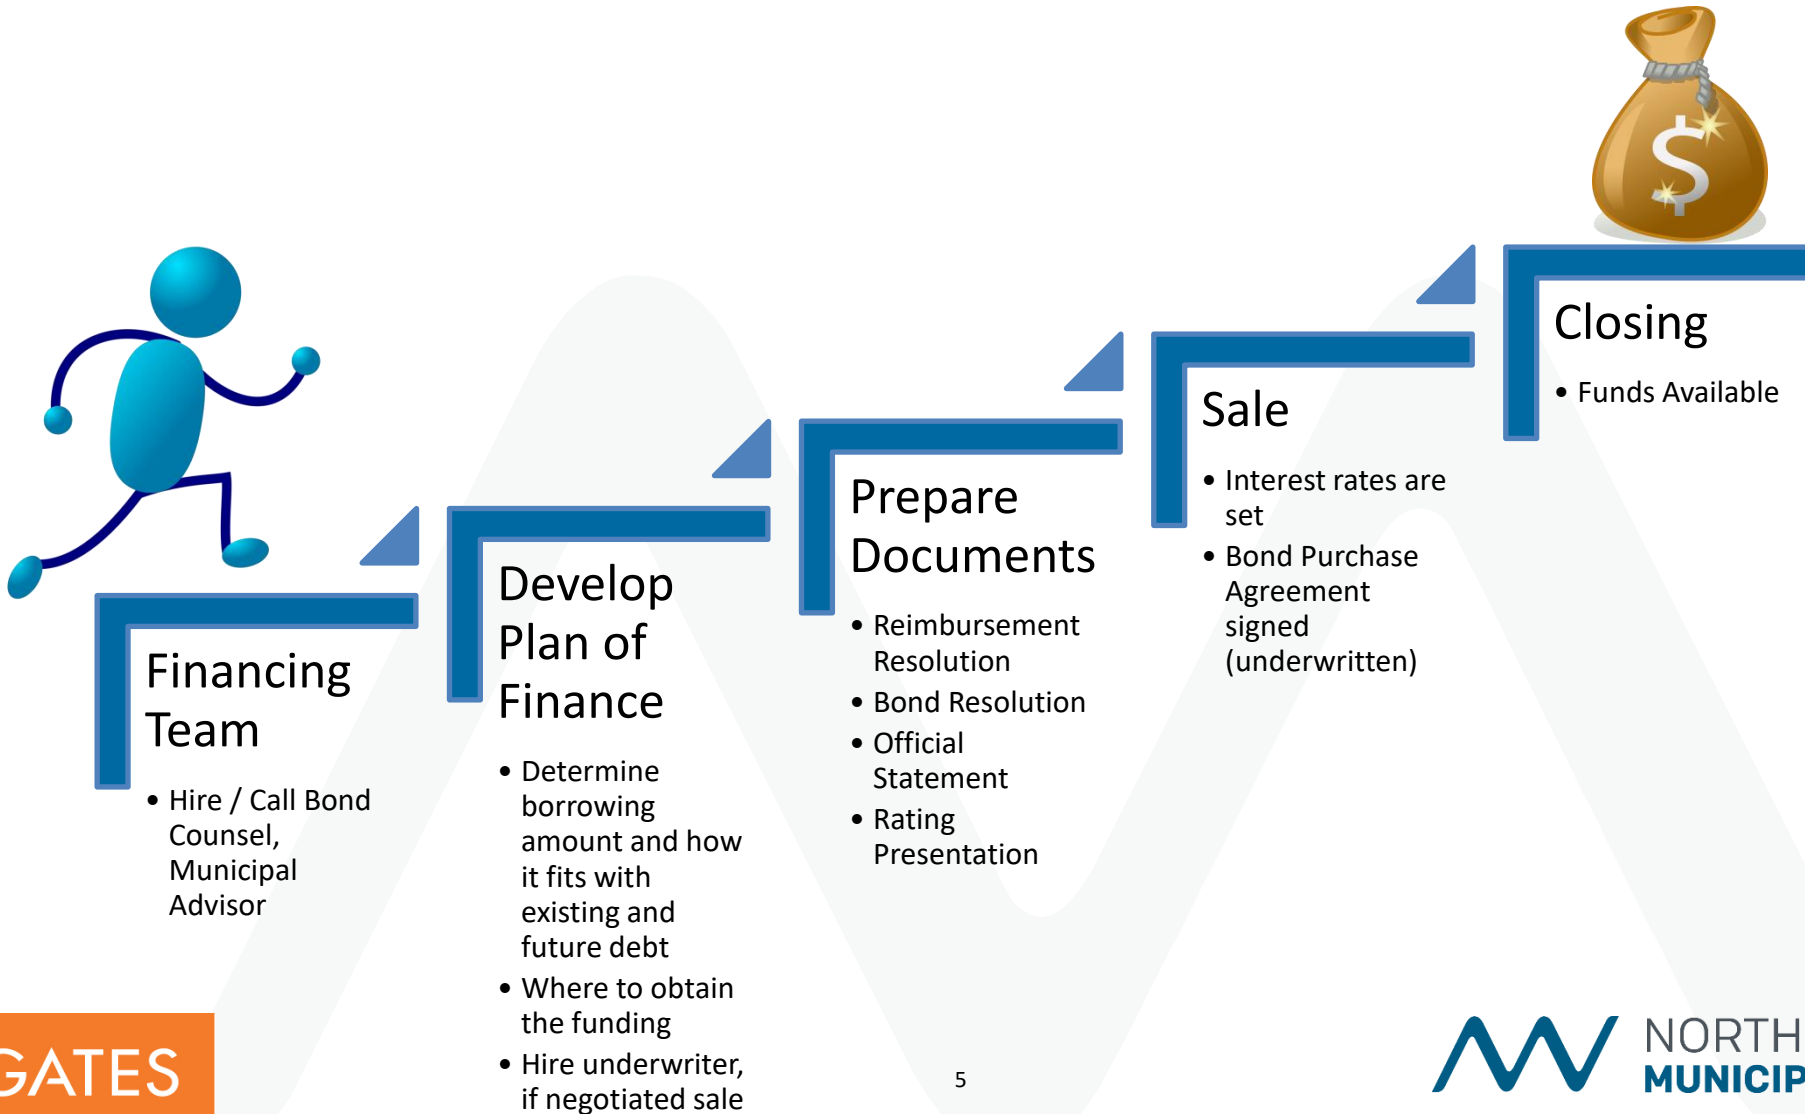 Financing
Team
• Hire / Call Bond
Counsel,
Municipal
Advisor
Develop
Plan of
Finance
• Determine
borrowing
amount and how
it fits with
existing and
future debt
• Where to obtain
the funding
• Hire underwriter,
if negotiated sale
Prepare
Documents
• Reimbursement
Resolution
• Bond Resolution
• Official
Statement
• Rating
Presentation
Sale
• Interest rates are
set
• Bond Purchase
Agreement
signed
(underwritten)
Closing
• Funds Available
$
GATES
5
NORTH
MUNICIP